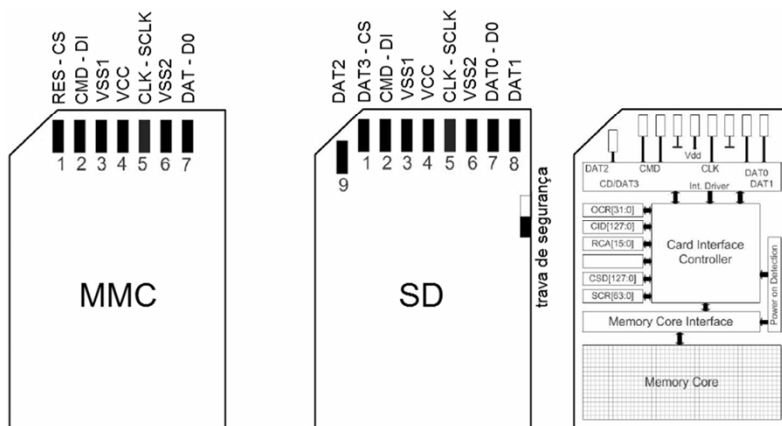 RES - CS
CMD - DI
VSS1
VCC
CLK - SCLK
VSS2
DAT - D0
1 2 3 4 5 6 7
MMC
DAT2
DAT3 - CS
CMD - DI
VSS1
VCC
CLK - SCLK
VSS2
DAT0 - D0
DAT1
1 2 3 4 5 6 7 8
9
trava de segurança
SD
Vdd
DAT2 CMD CLK DAT0
CD/DAT3 Int. Driver DAT1
OCR[31:0]
CID[127:0]
RCA[15:0]
CSD[127:0]
SCR[63:0]
Card Interface
Controller
Power on Detection
Memory Core Interface
Memory Core